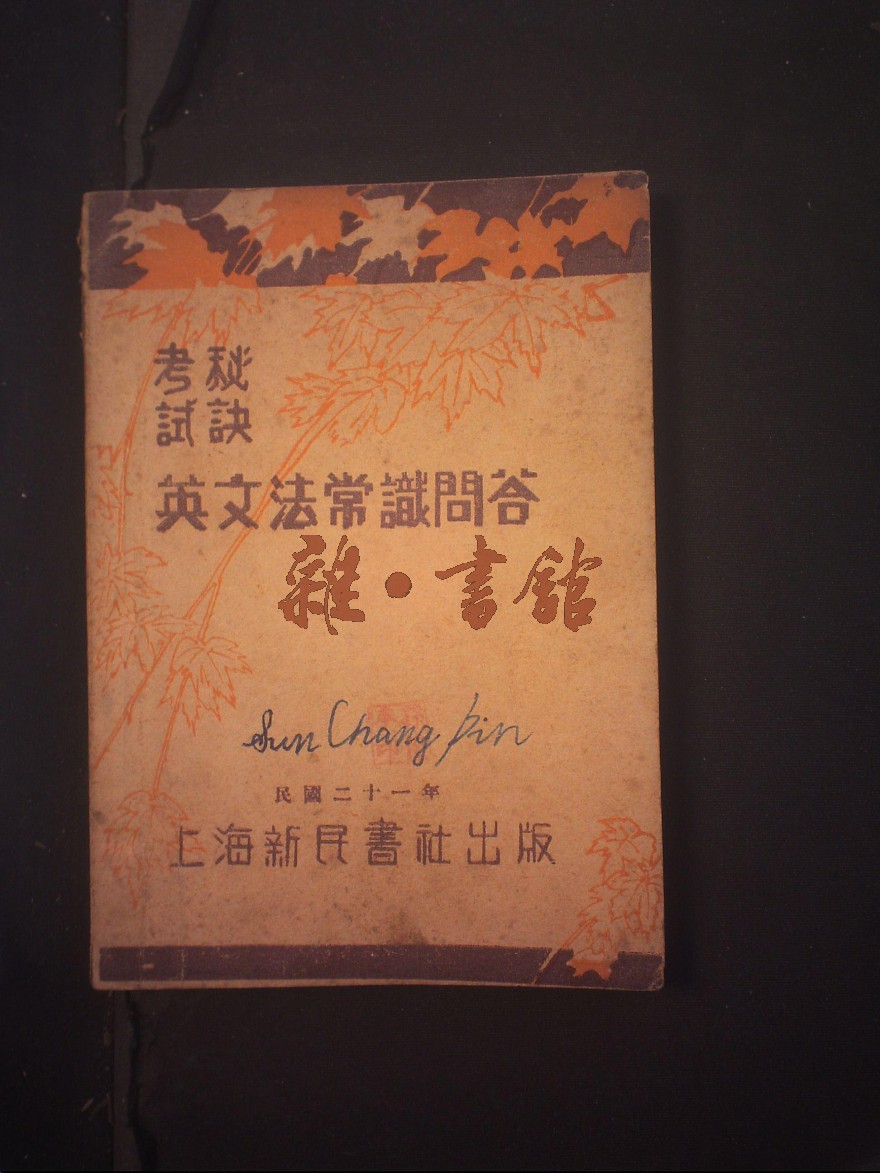 考試秘訣
英文法常識問答
雜·書舘
Sun Chang Pin
民國二十一年
上海新民書社出版